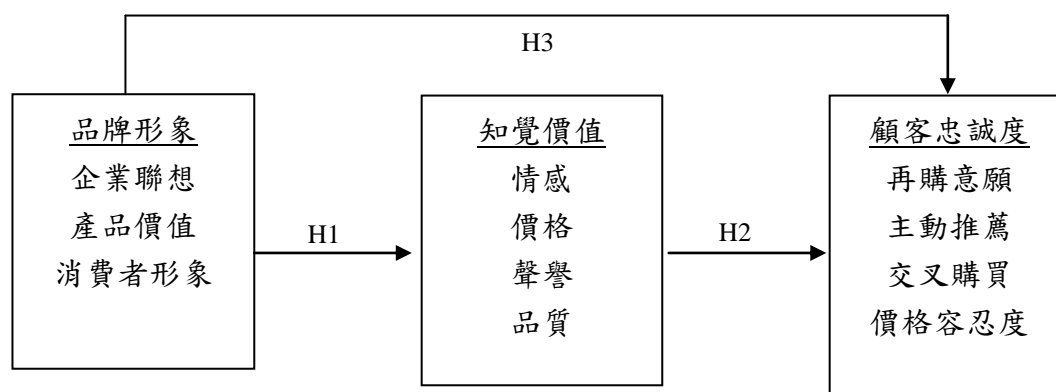 H3
品牌形象
企業聯想
產品價值
消費者形象
H1
知覺價值
情感
價格
聲譽
品質
H2
顧客忠誠度
再購意願
主動推薦
交叉購買
價格容忍度